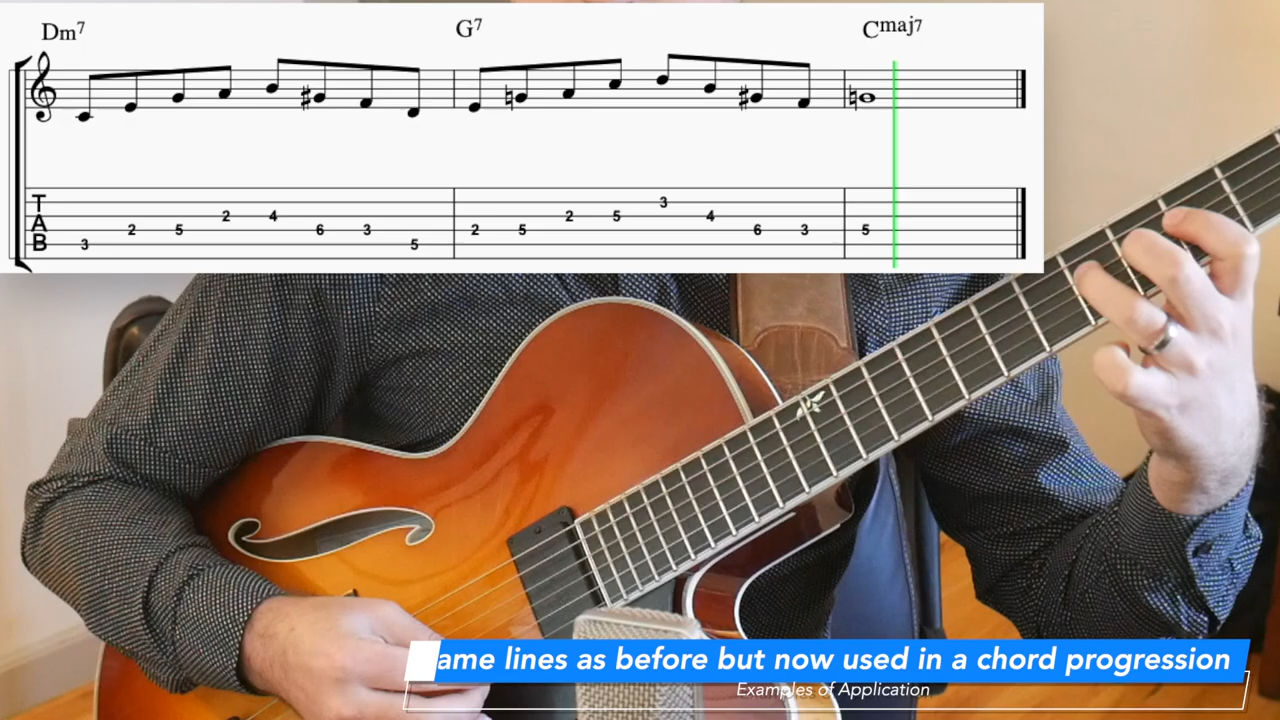 Dm7 G7 Cmaj7
T 2 4 2 5 3 4
A 2 5 6 3 2 5 6 3 5
B 3 5
ame lines as before but now used in a chord progression
Examples of Application